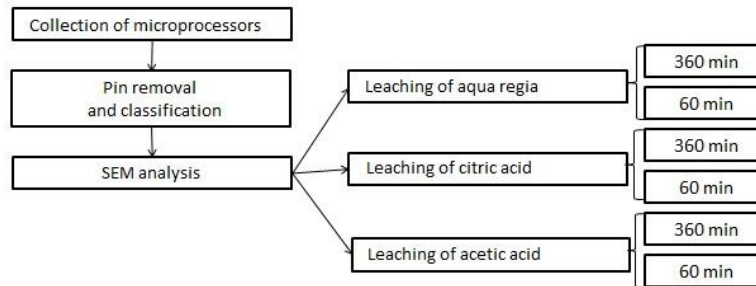 Collection of microprocessors
Pin removal
and classification
SEM analysis
Leaching of aqua regia
360 min
60 min
Leaching of citric acid
360 min
60 min
Leaching of acetic acid
360 min
60 min